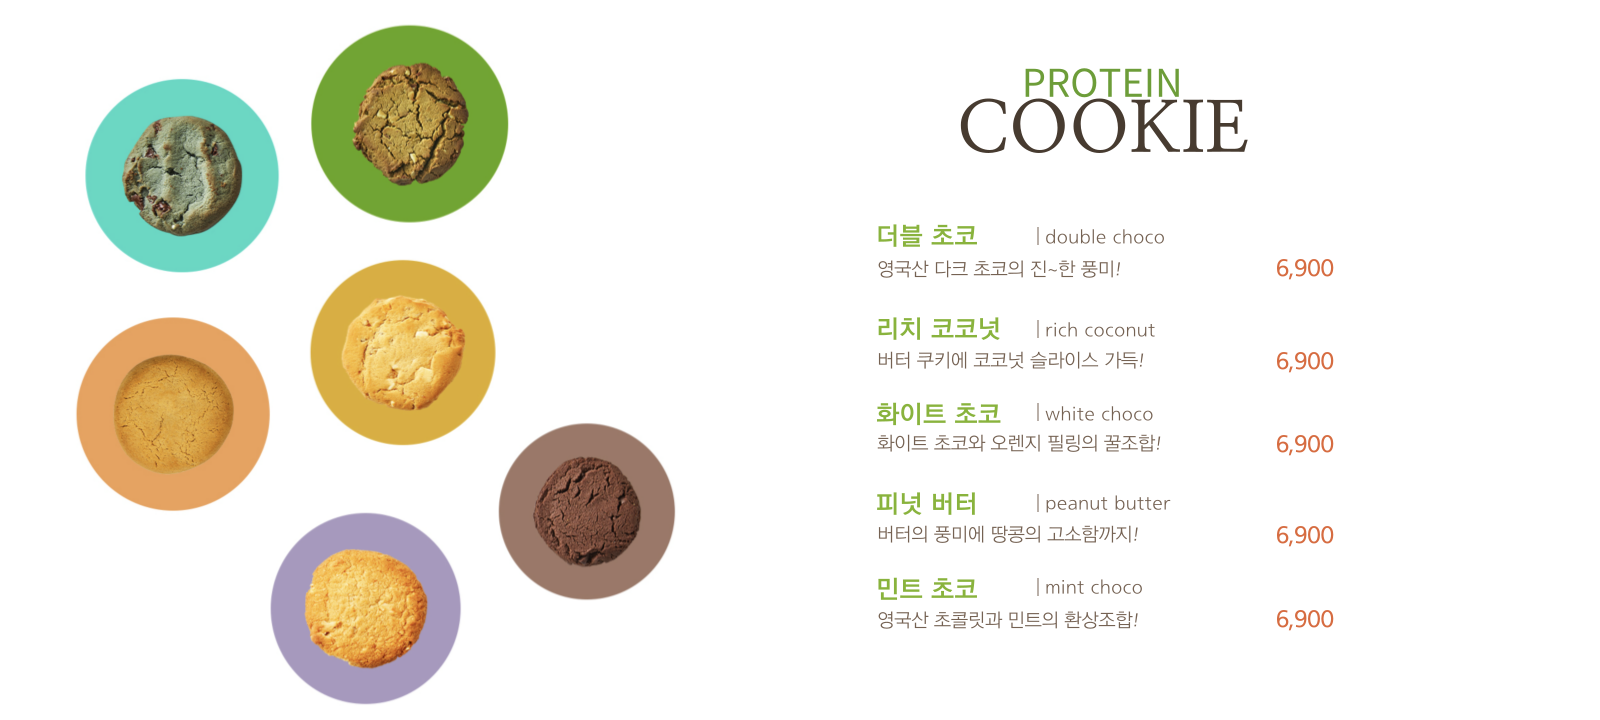 PROTEIN
COOKIE
더블 초코 | double choco
영국산 다크 초코의 진~한 풍미!
6,900
리치 코코넛 | rich coconut
버터 쿠키에 코코넛 슬라이스 가득!
6,900
화이트 초코 | white choco
화이트 초코와 오렌지 필링의 꿀조합!
6,900
피넛 버터 | peanut butter
버터의 풍미에 땅콩의 고소함까지!
6,900
민트 초코 | mint choco
영국산 초콜릿과 민트의 환상조합!
6,900